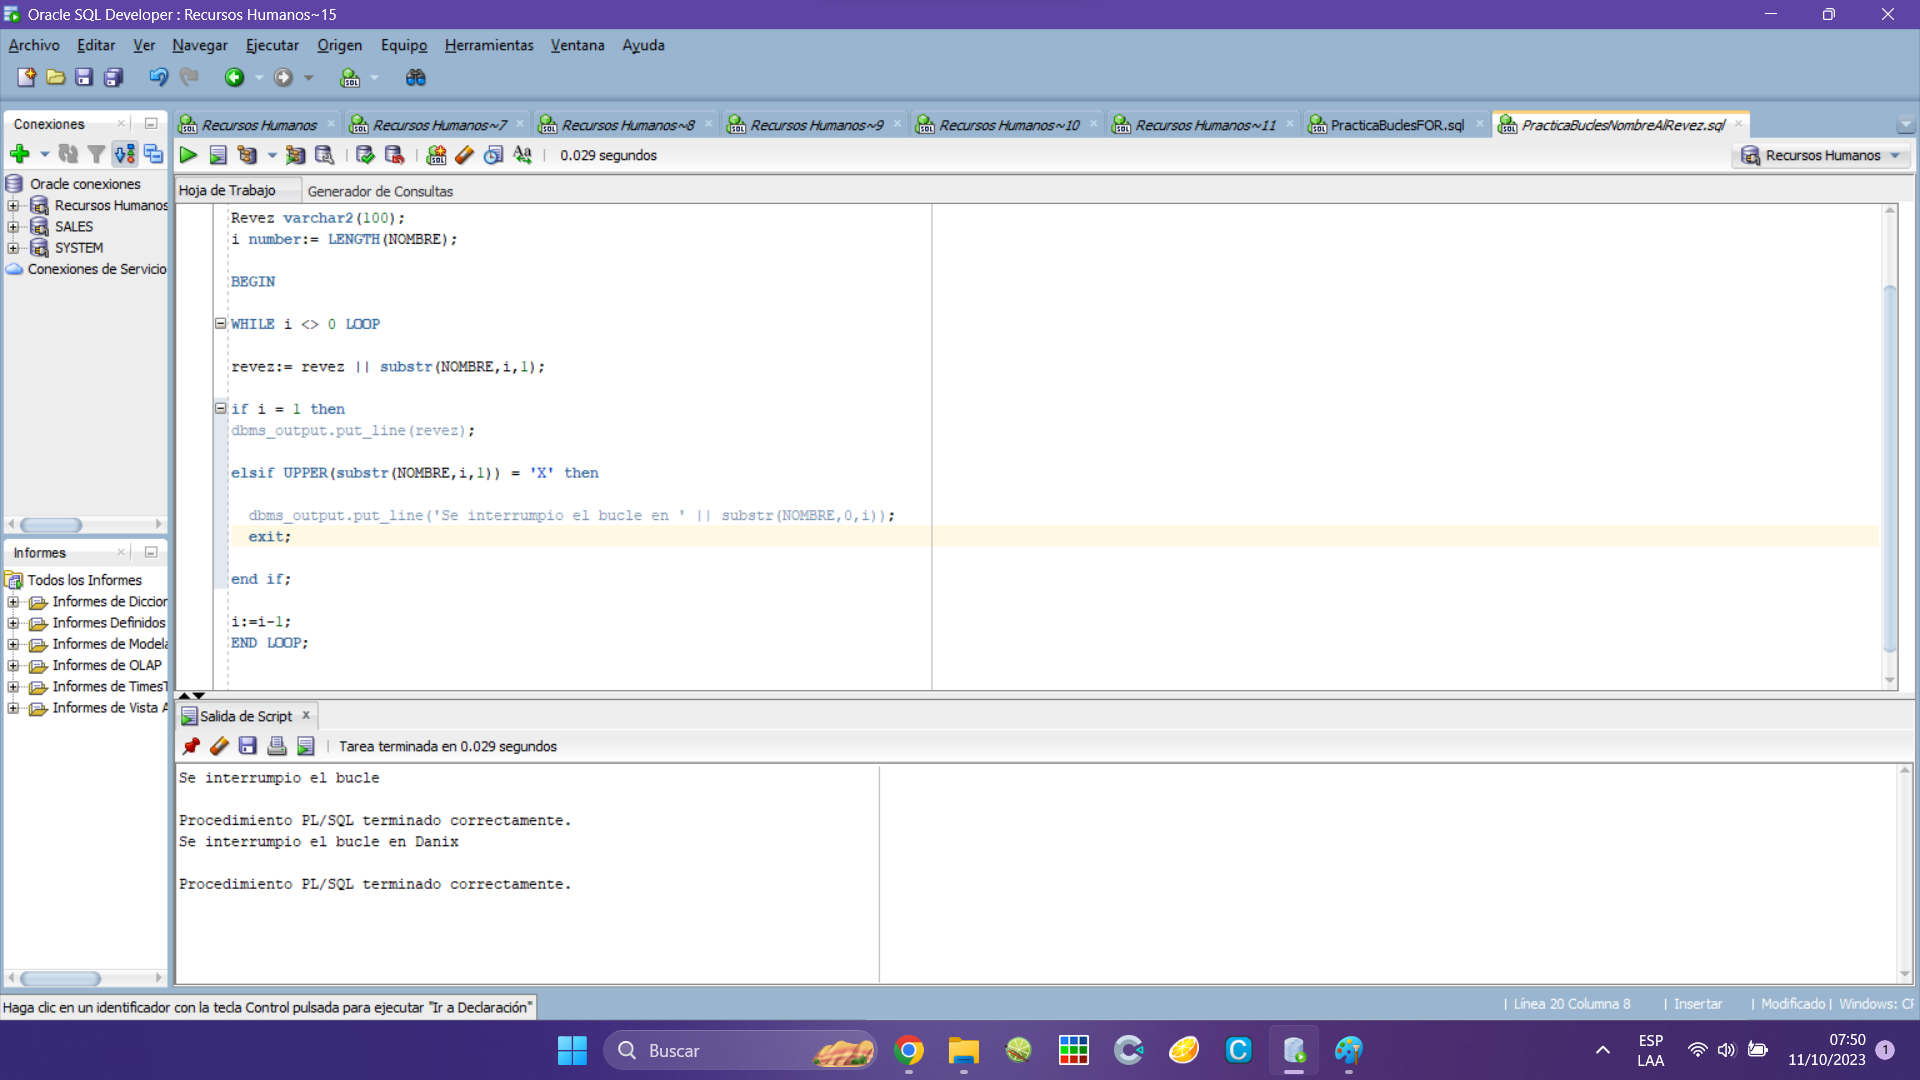 Oracle SQL Developer : Recursos Humanos~15
Archivo Editar Ver Navegar Ejecutar Origen Equipo Herramientas Ventana Ayuda
Conexiones
Recursos Humanos
Recursos Humanos~7
Recursos Humanos~8
Recursos Humanos~9
Recursos Humanos~10
Recursos Humanos~11
PracticaBuclesFOR.sql
PracticaBuclesNombreAlRevez.sql
0.029 segundos
Recursos Humanos
Oracle conexiones
Recursos Humanos
SALES
SYSTEM
Conexiones de Servicio
Hoja de Trabajo
Generador de Consultas
Revez varchar2(100);
i number:= LENGTH(NOMBRE);
BEGIN
WHILE i <> 0 LOOP
revez:= revez || substr(NOMBRE,i,1);
if i = 1 then
dbms_output.put_line(revez);
elsif UPPER(substr(NOMBRE,i,1)) = 'X' then
dbms_output.put_line('Se interrumpio el bucle en ' || substr(NOMBRE,0,i));
exit;
end if;
i:=i-1;
END LOOP;
Informes
Todos los Informes
Informes de Diccion
Informes Definidos
Informes de Modela
Informes de OLAP
Informes de TimesT
Informes de Vista A
Salida de Script
Tarea terminada en 0.029 segundos
Se interrumpio el bucle
Procedimiento PL/SQL terminado correctamente.
Se interrumpio el bucle en Danix
Procedimiento PL/SQL terminado correctamente.
Haga clic en un identificador con la tecla Control pulsada para ejecutar "Ir a Declaración"
| Línea 20 Columna 8 | Insertar | Modificado | Windows: CR
Buscar
ESP
LAA
07:50
11/10/2023
1